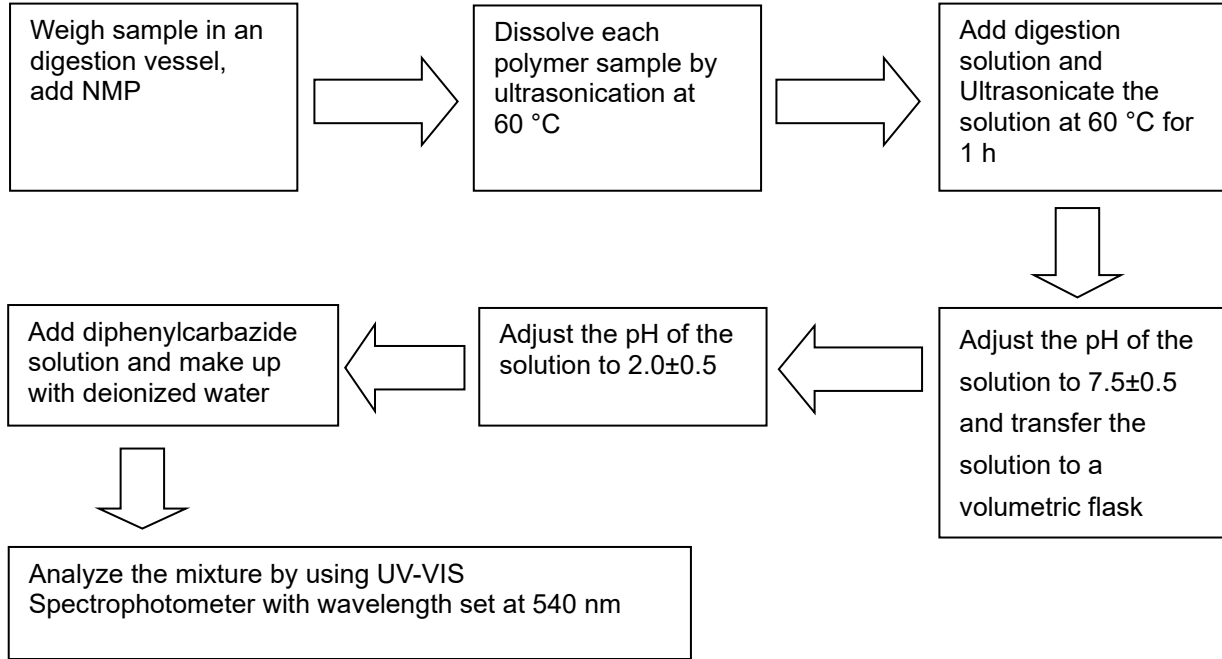 Weigh sample in an
digestion vessel,
add NMP
Dissolve each
polymer sample by
ultrasonication at
60 °C
Add digestion
solution and
Ultrasonicate the
solution at 60 °C for
1 h
Adjust the pH of the
solution to 7.5±0.5
and transfer the
solution to a
volumetric flask
Adjust the pH of the
solution to 2.0±0.5
Add diphenylcarbazide
solution and make up
with deionized water
Analyze the mixture by using UV-VIS
Spectrophotometer with wavelength set at 540 nm